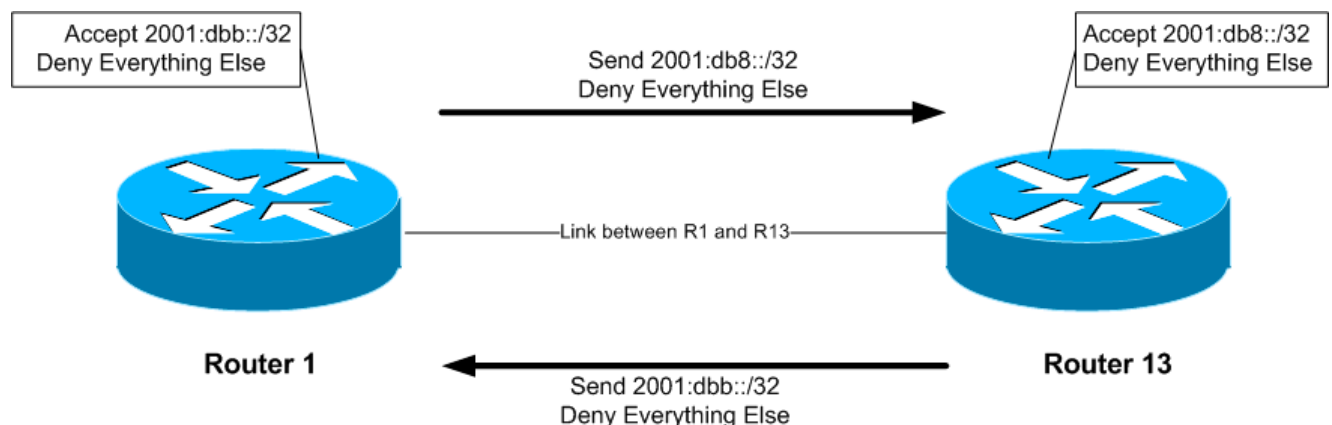 Accept 2001:dbb::/32
Deny Everything Else
Send 2001:db8::/32
Deny Everything Else
Accept 2001:db8::/32
Deny Everything Else
Link between R1 and R13
Router 1
Router 13
Send 2001:dbb::/32
Deny Everything Else